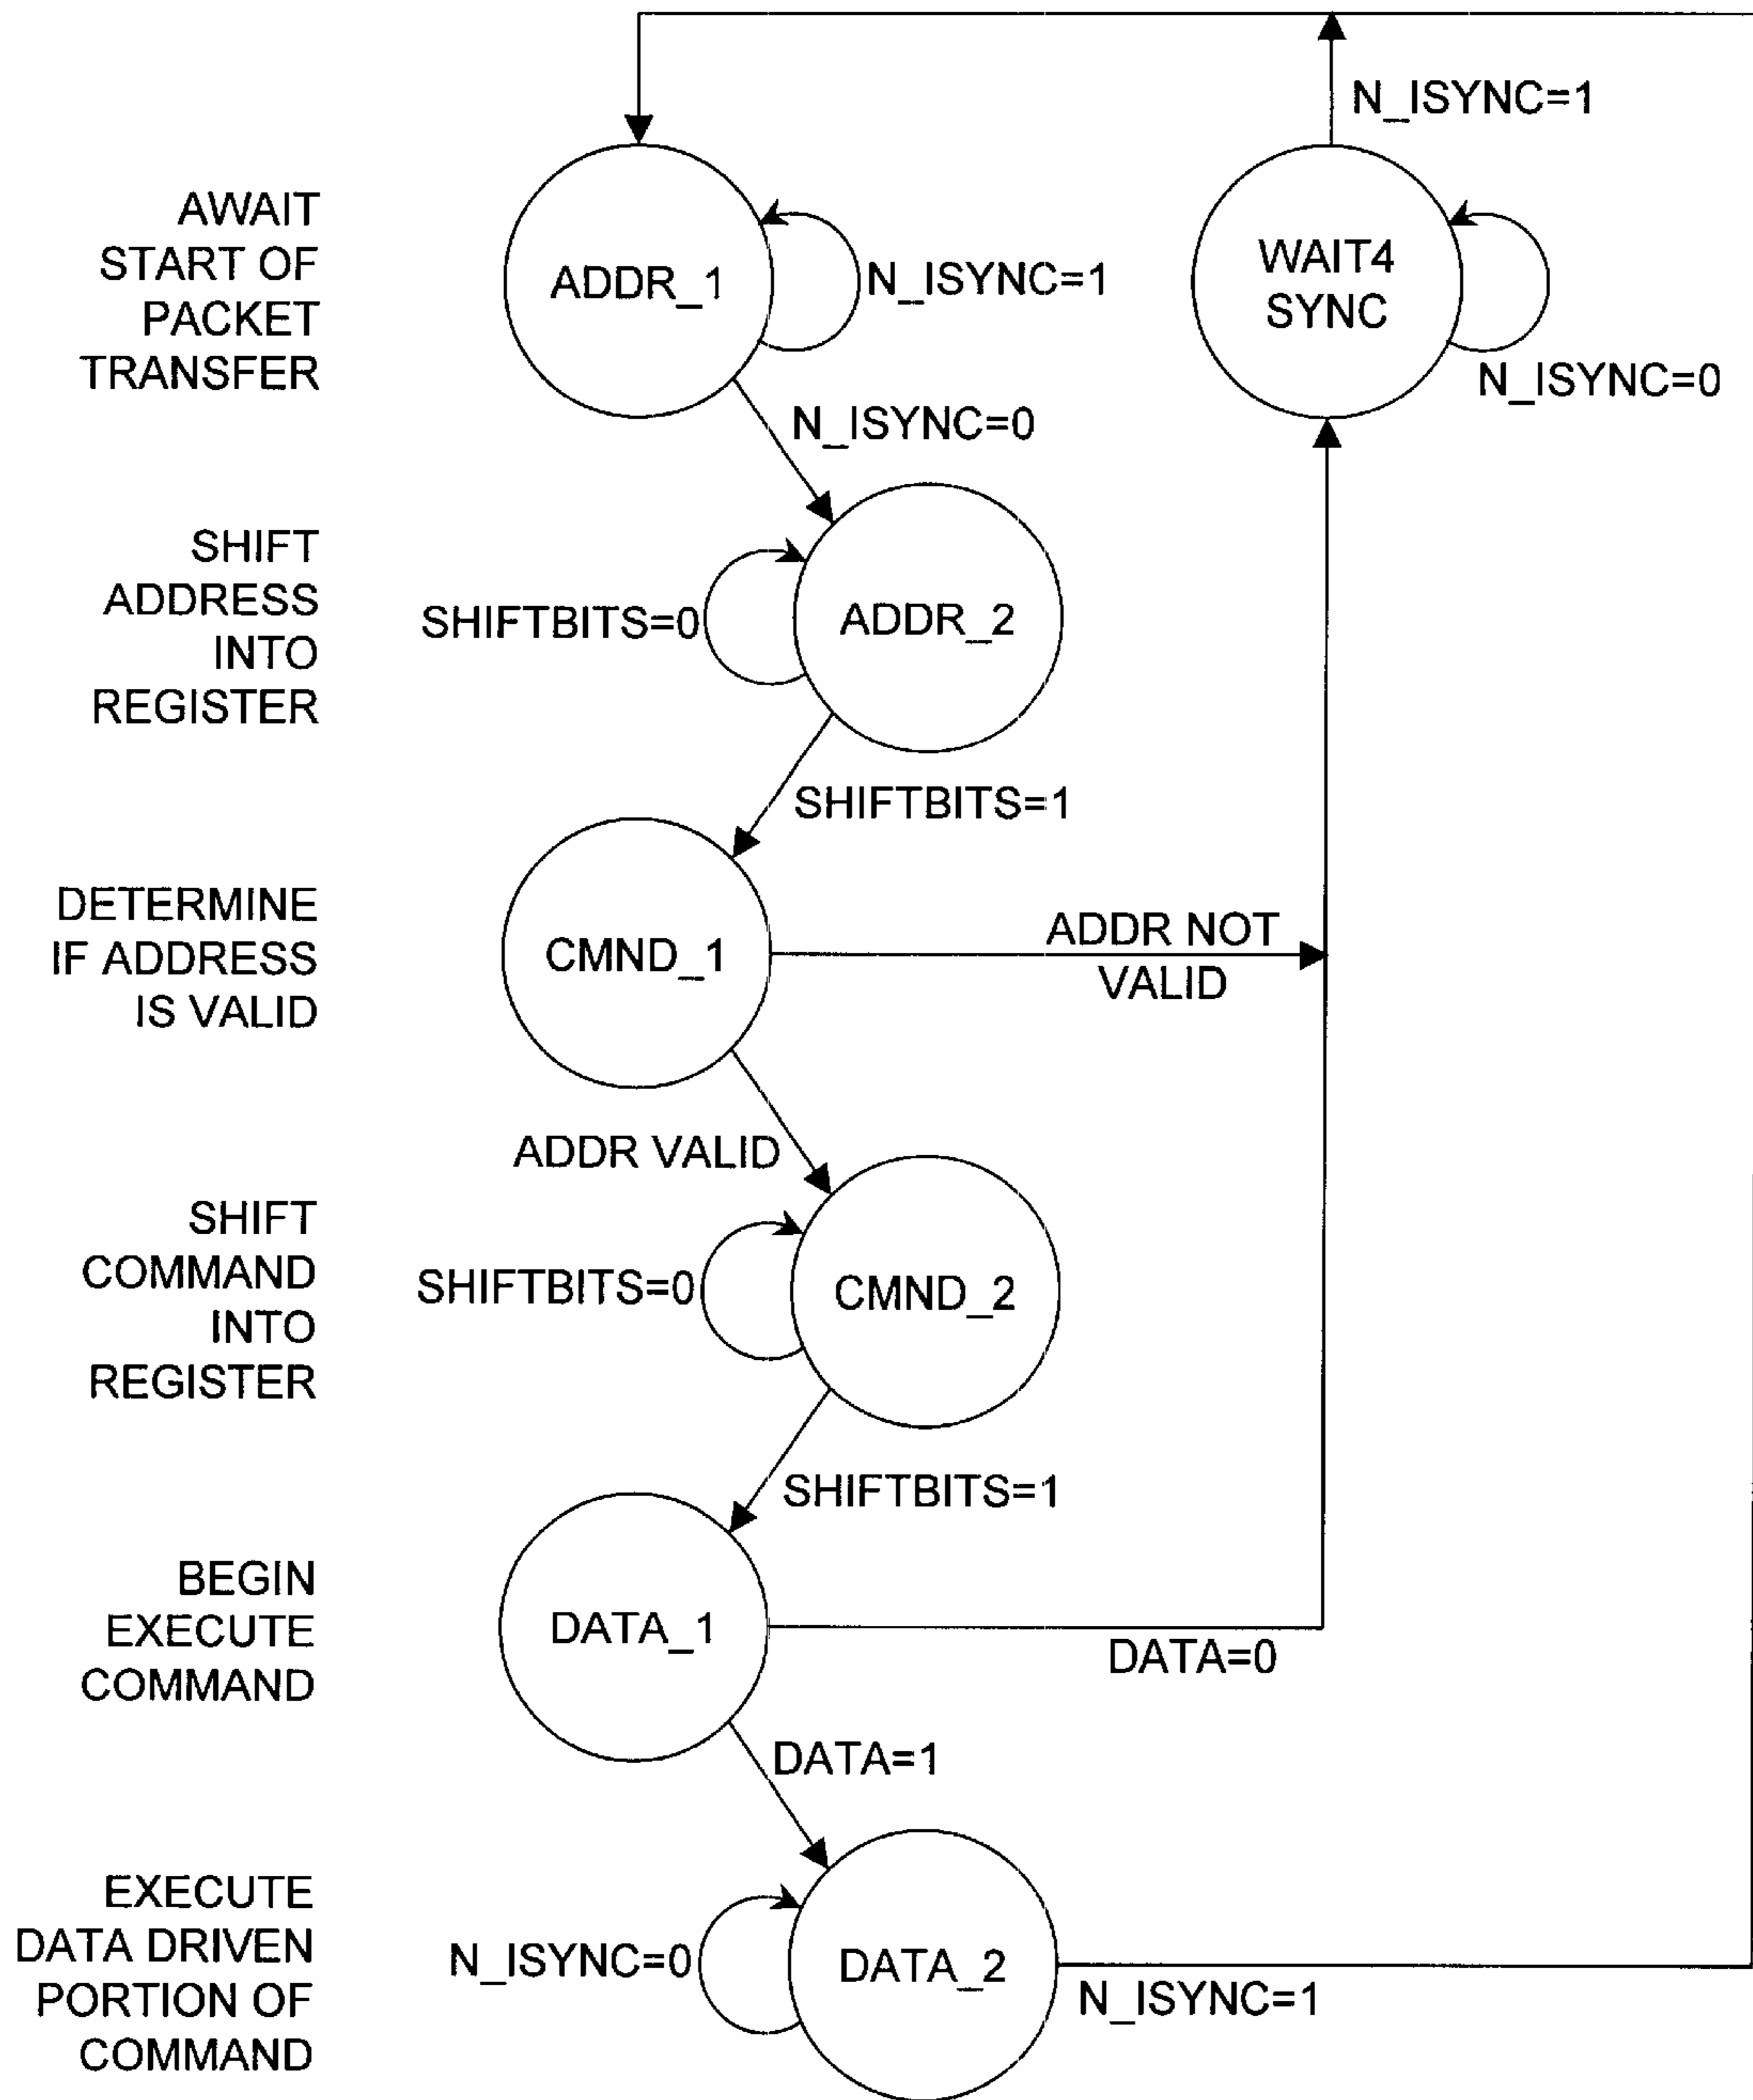 N_ISYNC=1
AWAIT
START OF
PACKET
TRANSFER
ADDR_1
N_ISYNC=1
WAIT4
SYNC
N_ISYNC=0
N_ISYNC=0
SHIFT
ADDRESS
INTO
REGISTER
SHIFTBITS=0
ADDR_2
SHIFTBITS=1
DETERMINE
IF ADDRESS
IS VALID
CMND_1
ADDR NOT
VALID
ADDR VALID
SHIFT
COMMAND
INTO
REGISTER
SHIFTBITS=0
CMND_2
SHIFTBITS=1
BEGIN
EXECUTE
COMMAND
DATA_1
DATA=0
DATA=1
EXECUTE
DATA DRIVEN
PORTION OF
COMMAND
N_ISYNC=0
DATA_2
N_ISYNC=1